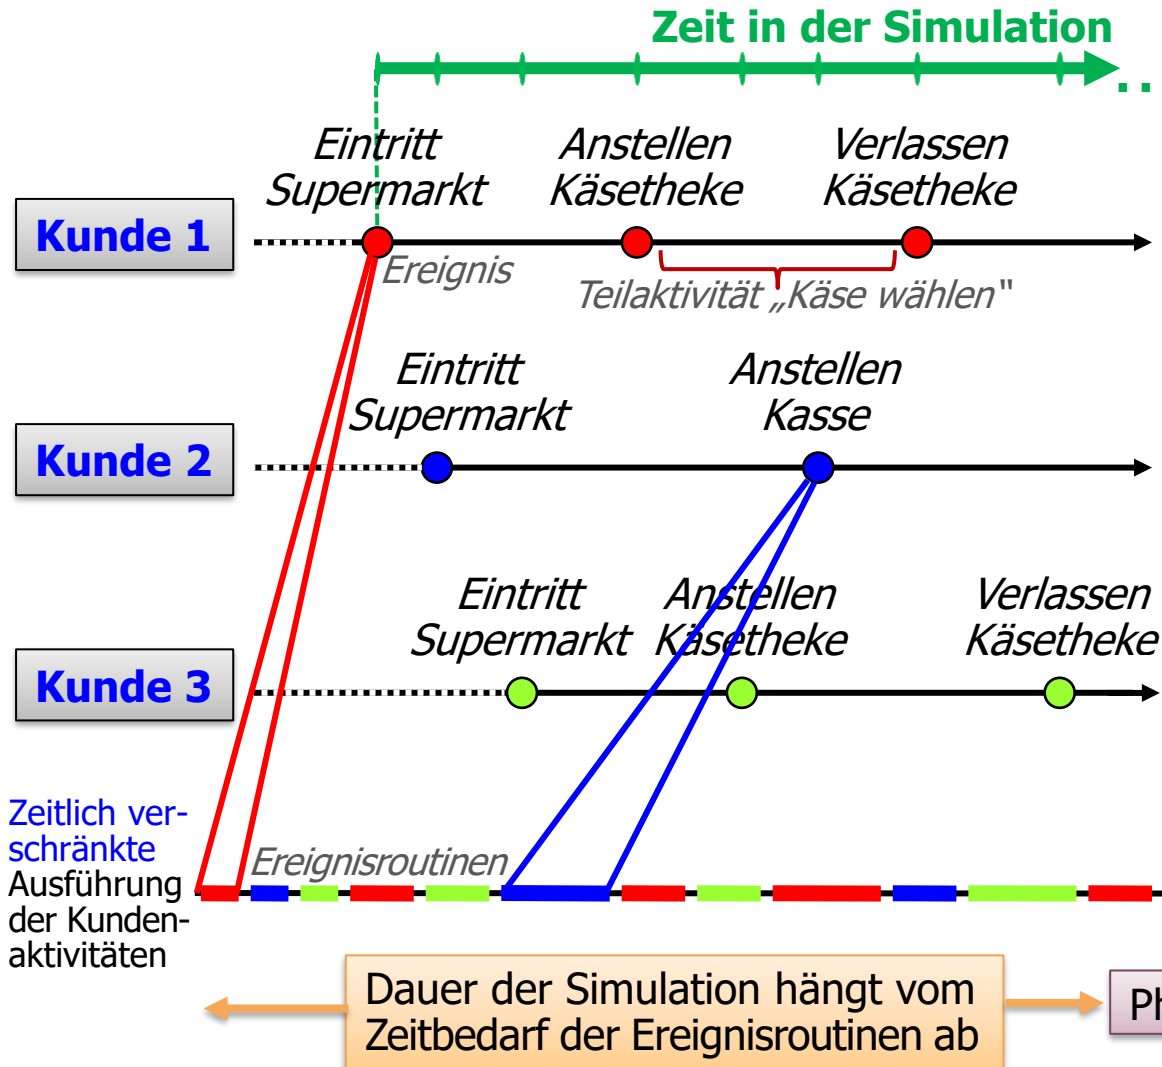 Zeit in der Simulation
..
Eintritt
Supermarkt
Anstellen
Käsetheke
Verlassen
Käsetheke
Kunde 1
Ereignis
Teilaktivität „Käse wählen"
Eintritt
Supermarkt
Anstellen
Kasse
Kunde 2
Eintritt
Supermarkt
Anstellen
Käsetheke
Verlassen
Käsetheke
Kunde 3
Zeitlich ver-
schränkte
Ausführung
der Kunden-
aktivitäten
Ereignisroutinen
Dauer der Simulation hängt vom
Zeitbedarf der Ereignisroutinen ab